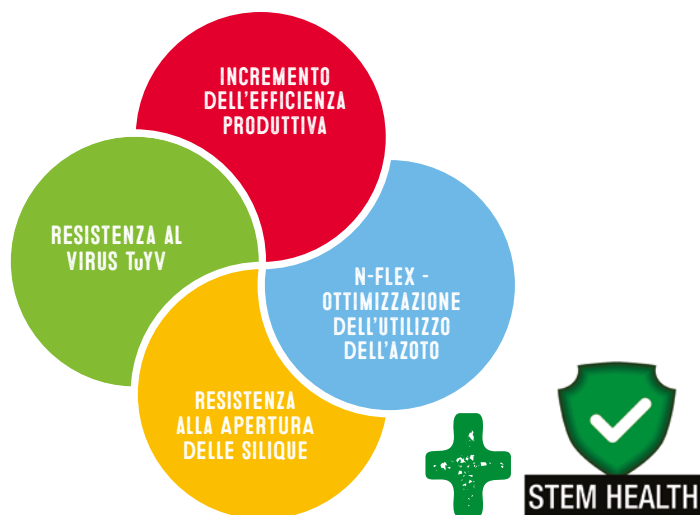 INCREMENTO
DELL'EFFICIENZA
PRODUTTIVA
RESISTENZA AL
VIRUS TuYV
N-FLEX -
OTTIMIZZAZIONE
DELL'UTILIZZO
DELL'AZOTO
RESISTENZA
ALLA APERTURA
DELLE SILIQUE
STEM HEALTH